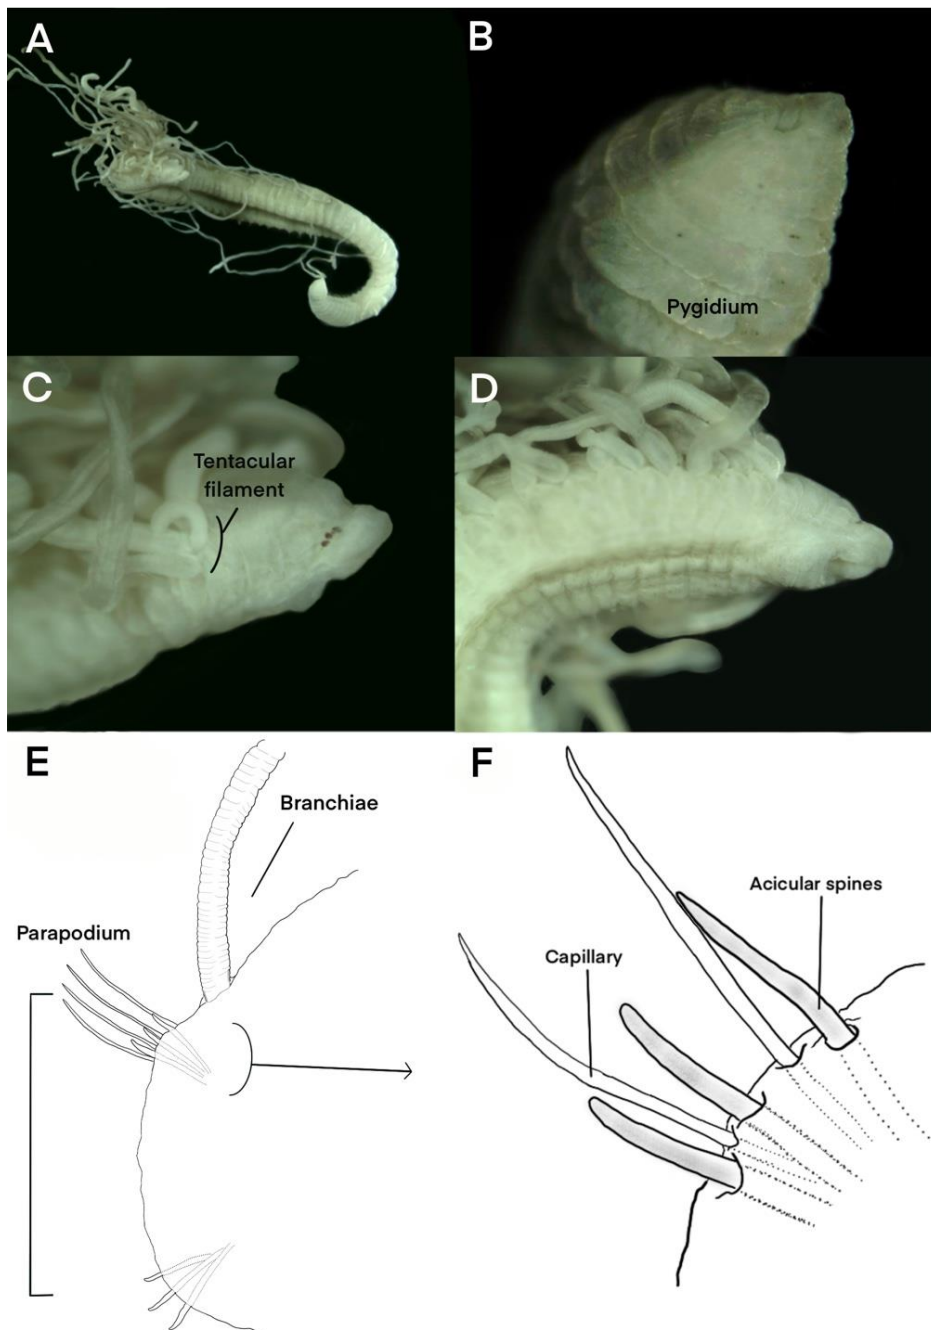 A
B
Pygidium
C
Tentacular
filament
D
E
Branchiae
Parapodium
F
Acicular spines
Capillary